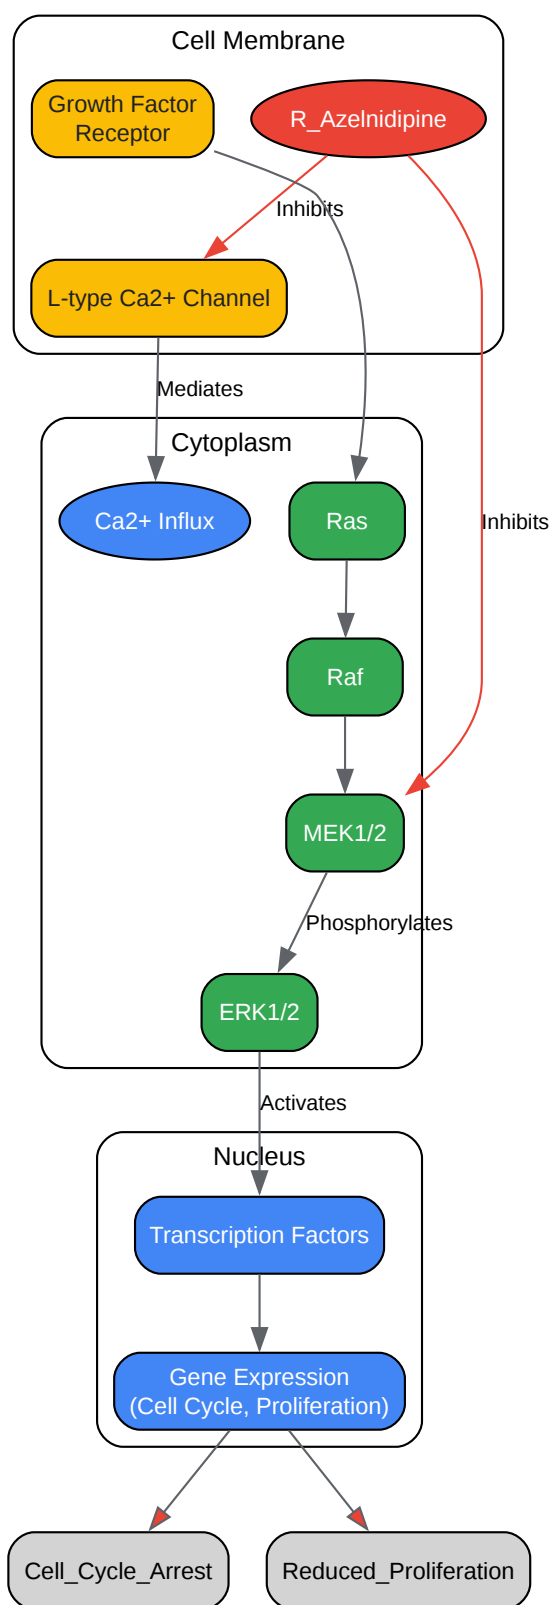 Cell Membrane
Growth Factor
Receptor
R_Azelnidipine
Inhibits
L-type Ca2+ Channel
Mediates
Cytoplasm
Ca2+ Influx
Ras
Inhibits
Raf
MEK1/2
Phosphorylates
ERK1/2
Activates
Nucleus
Transcription Factors
Gene Expression
(Cell Cycle, Proliferation)
Cell_Cycle_Arrest
Reduced_Proliferation